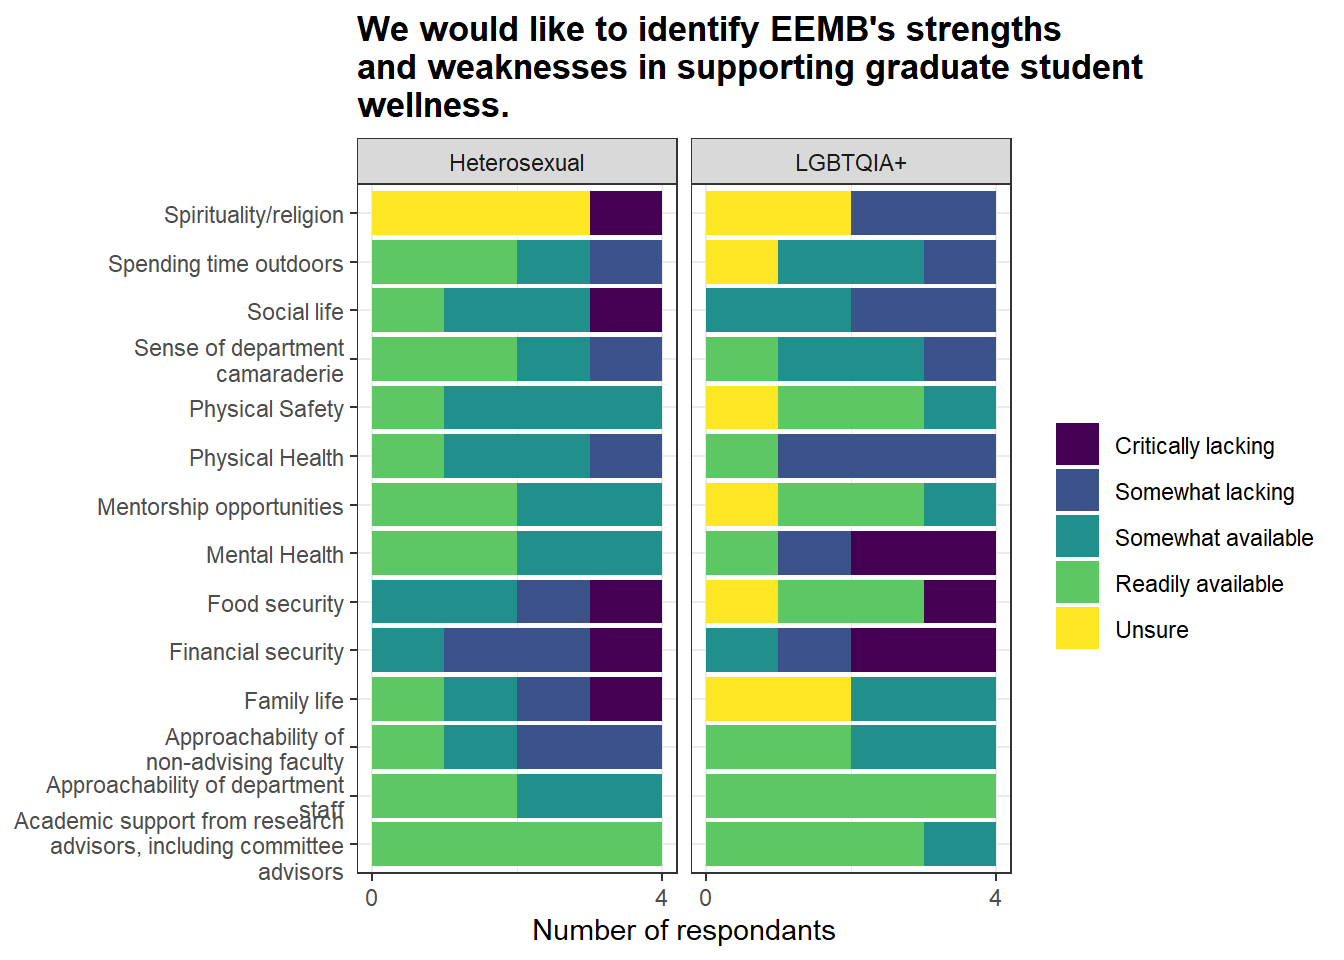 We would like to identify EEMB's strengths
and weaknesses in supporting graduate student
wellness.
Heterosexual
LGBTQIA+
Spirituality/religion
Spending time outdoors
Social life
Sense of department
camaraderie
Physical Safety
Physical Health
Mentorship opportunities
Mental Health
Food security
Financial security
Family life
Approachability of
non-advising faculty
Approachability of department
staff
Academic support from research
advisors, including committee
advisors
0
4
0
4
Number of respondants
Critically lacking
Somewhat lacking
Somewhat available
Readily available
Unsure